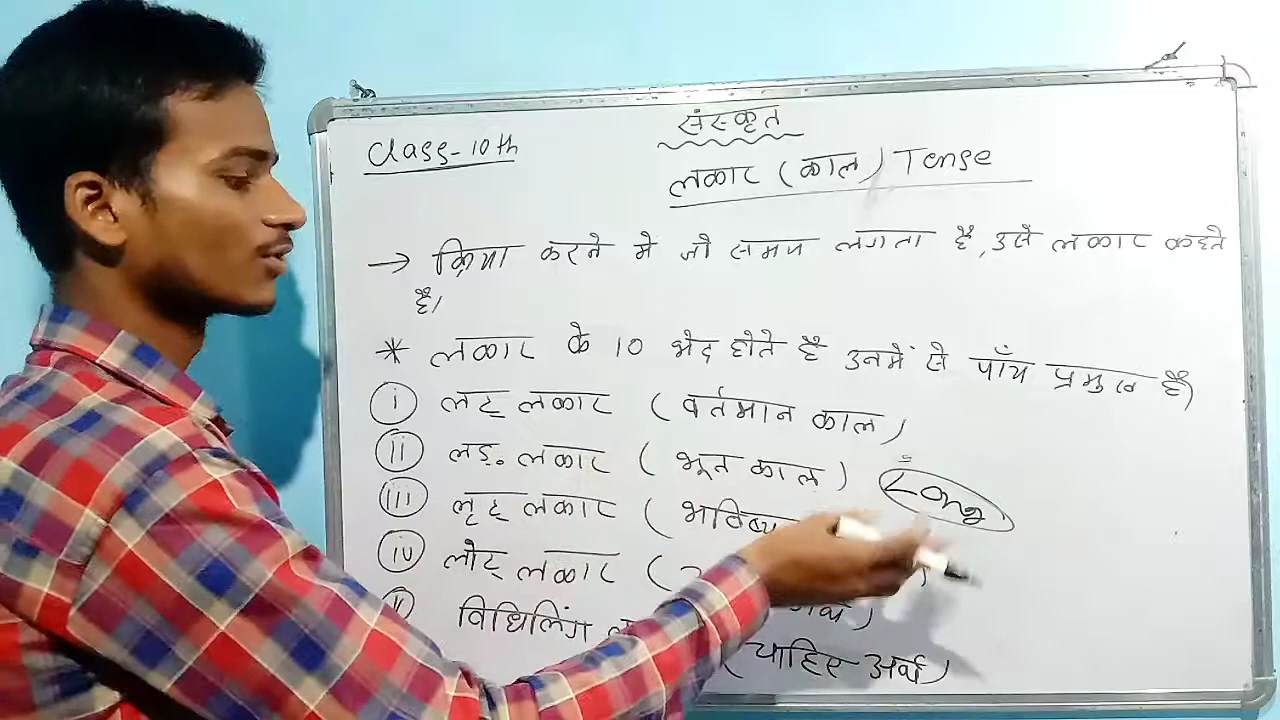 संस्कृत
Class-10th
लकार (काल) Tense
→ क्रिया करने मे जो समय लगता है, उसे लकार कहते
है।
* लकार के 10 भेद होते है उनमें से पाँच प्रमुख है)
i लट् लकार (वर्तमान काल)
ii लड़. लकार (भूत काल) Long
iii लृट् लकार (भविष्य
iv लोट् लकार (
v विधिलिंग
(चाहिए अर्थ)